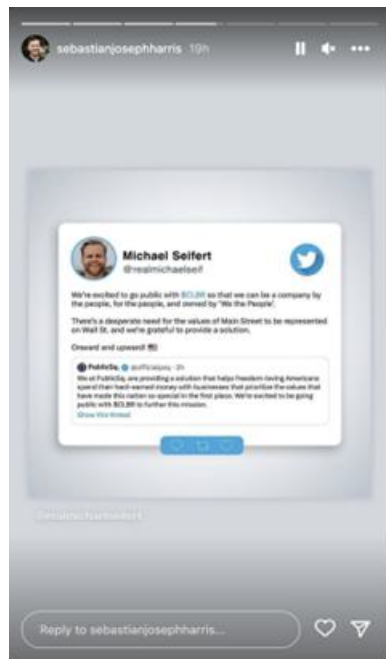 sebastianjosephharris 19h
Michael Seifert
@realmichaelseif
We're excited to go public with $CLBR so that we can be a company by
the people, for the people, and owned by "We the People'.
There's a desperate need for the values of Main Street to be represented
on Wall St. and we're grateful to provide a solution.
Onward and upward!
PublicSq. @officialpsq · 2h
We at PublicSq. are providing a solution that helps freedom-loving Americans
spend their hard-earned money with businesses that prioritize the values that
have made this nation so special in the first place. We're excited to be going
public with $CLBR to further this mission.
Show this thread
@realmichaelseifert
Reply to sebastianjosephharris...